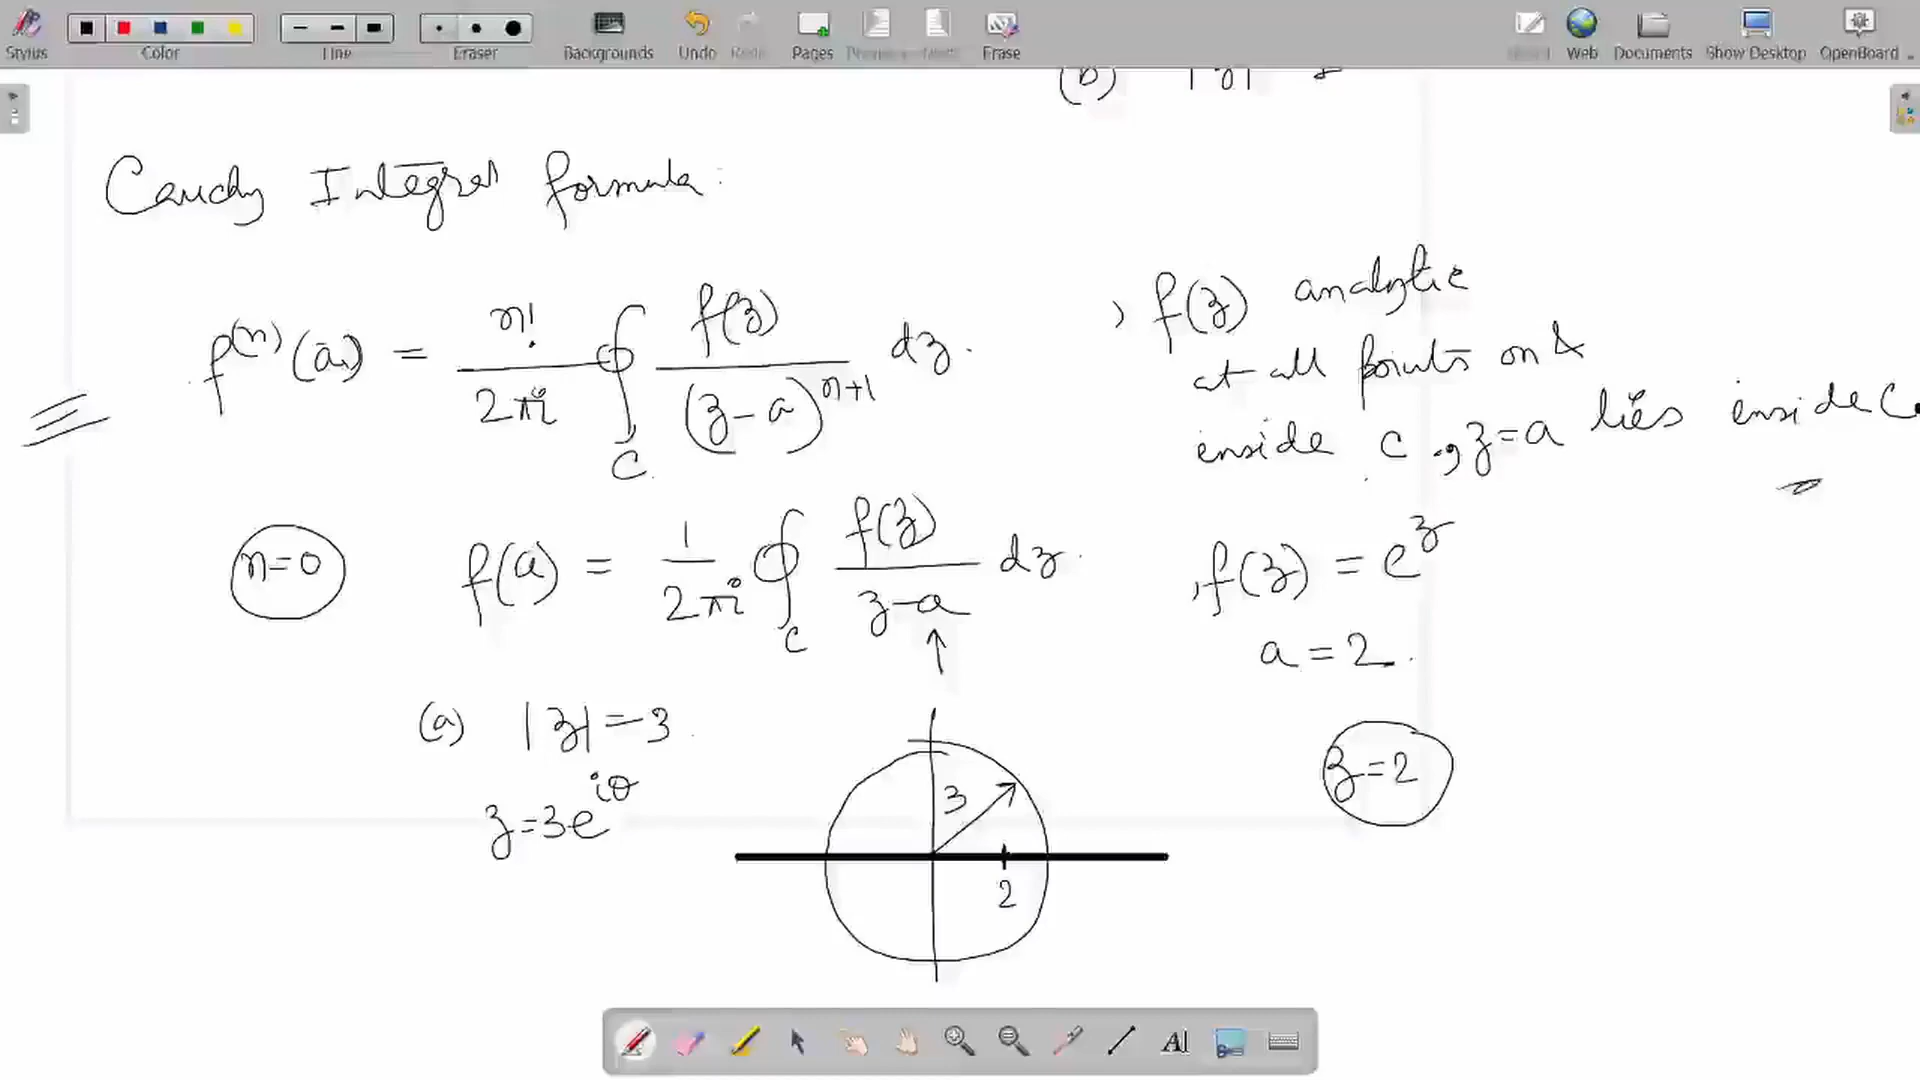 Stylus Color Line Eraser Backgrounds Undo Redo Pages Erase Web Documents Show Desktop OpenBoard
(b) |z|
Cauchy Integral formula:
f^(n)(a) = n!/2πi ∮_C f(z)/(z-a)^(n+1) dz. , f(z) analytic
at all points on &
inside C , z=a lies inside C.
n=0 f(a) = 1/2πi ∮_C f(z)/(z-a) dz. , f(z) = e^z
↑ a = 2.
(a) |z| = 3.
z = 3e^(iθ)
3
2
z=2